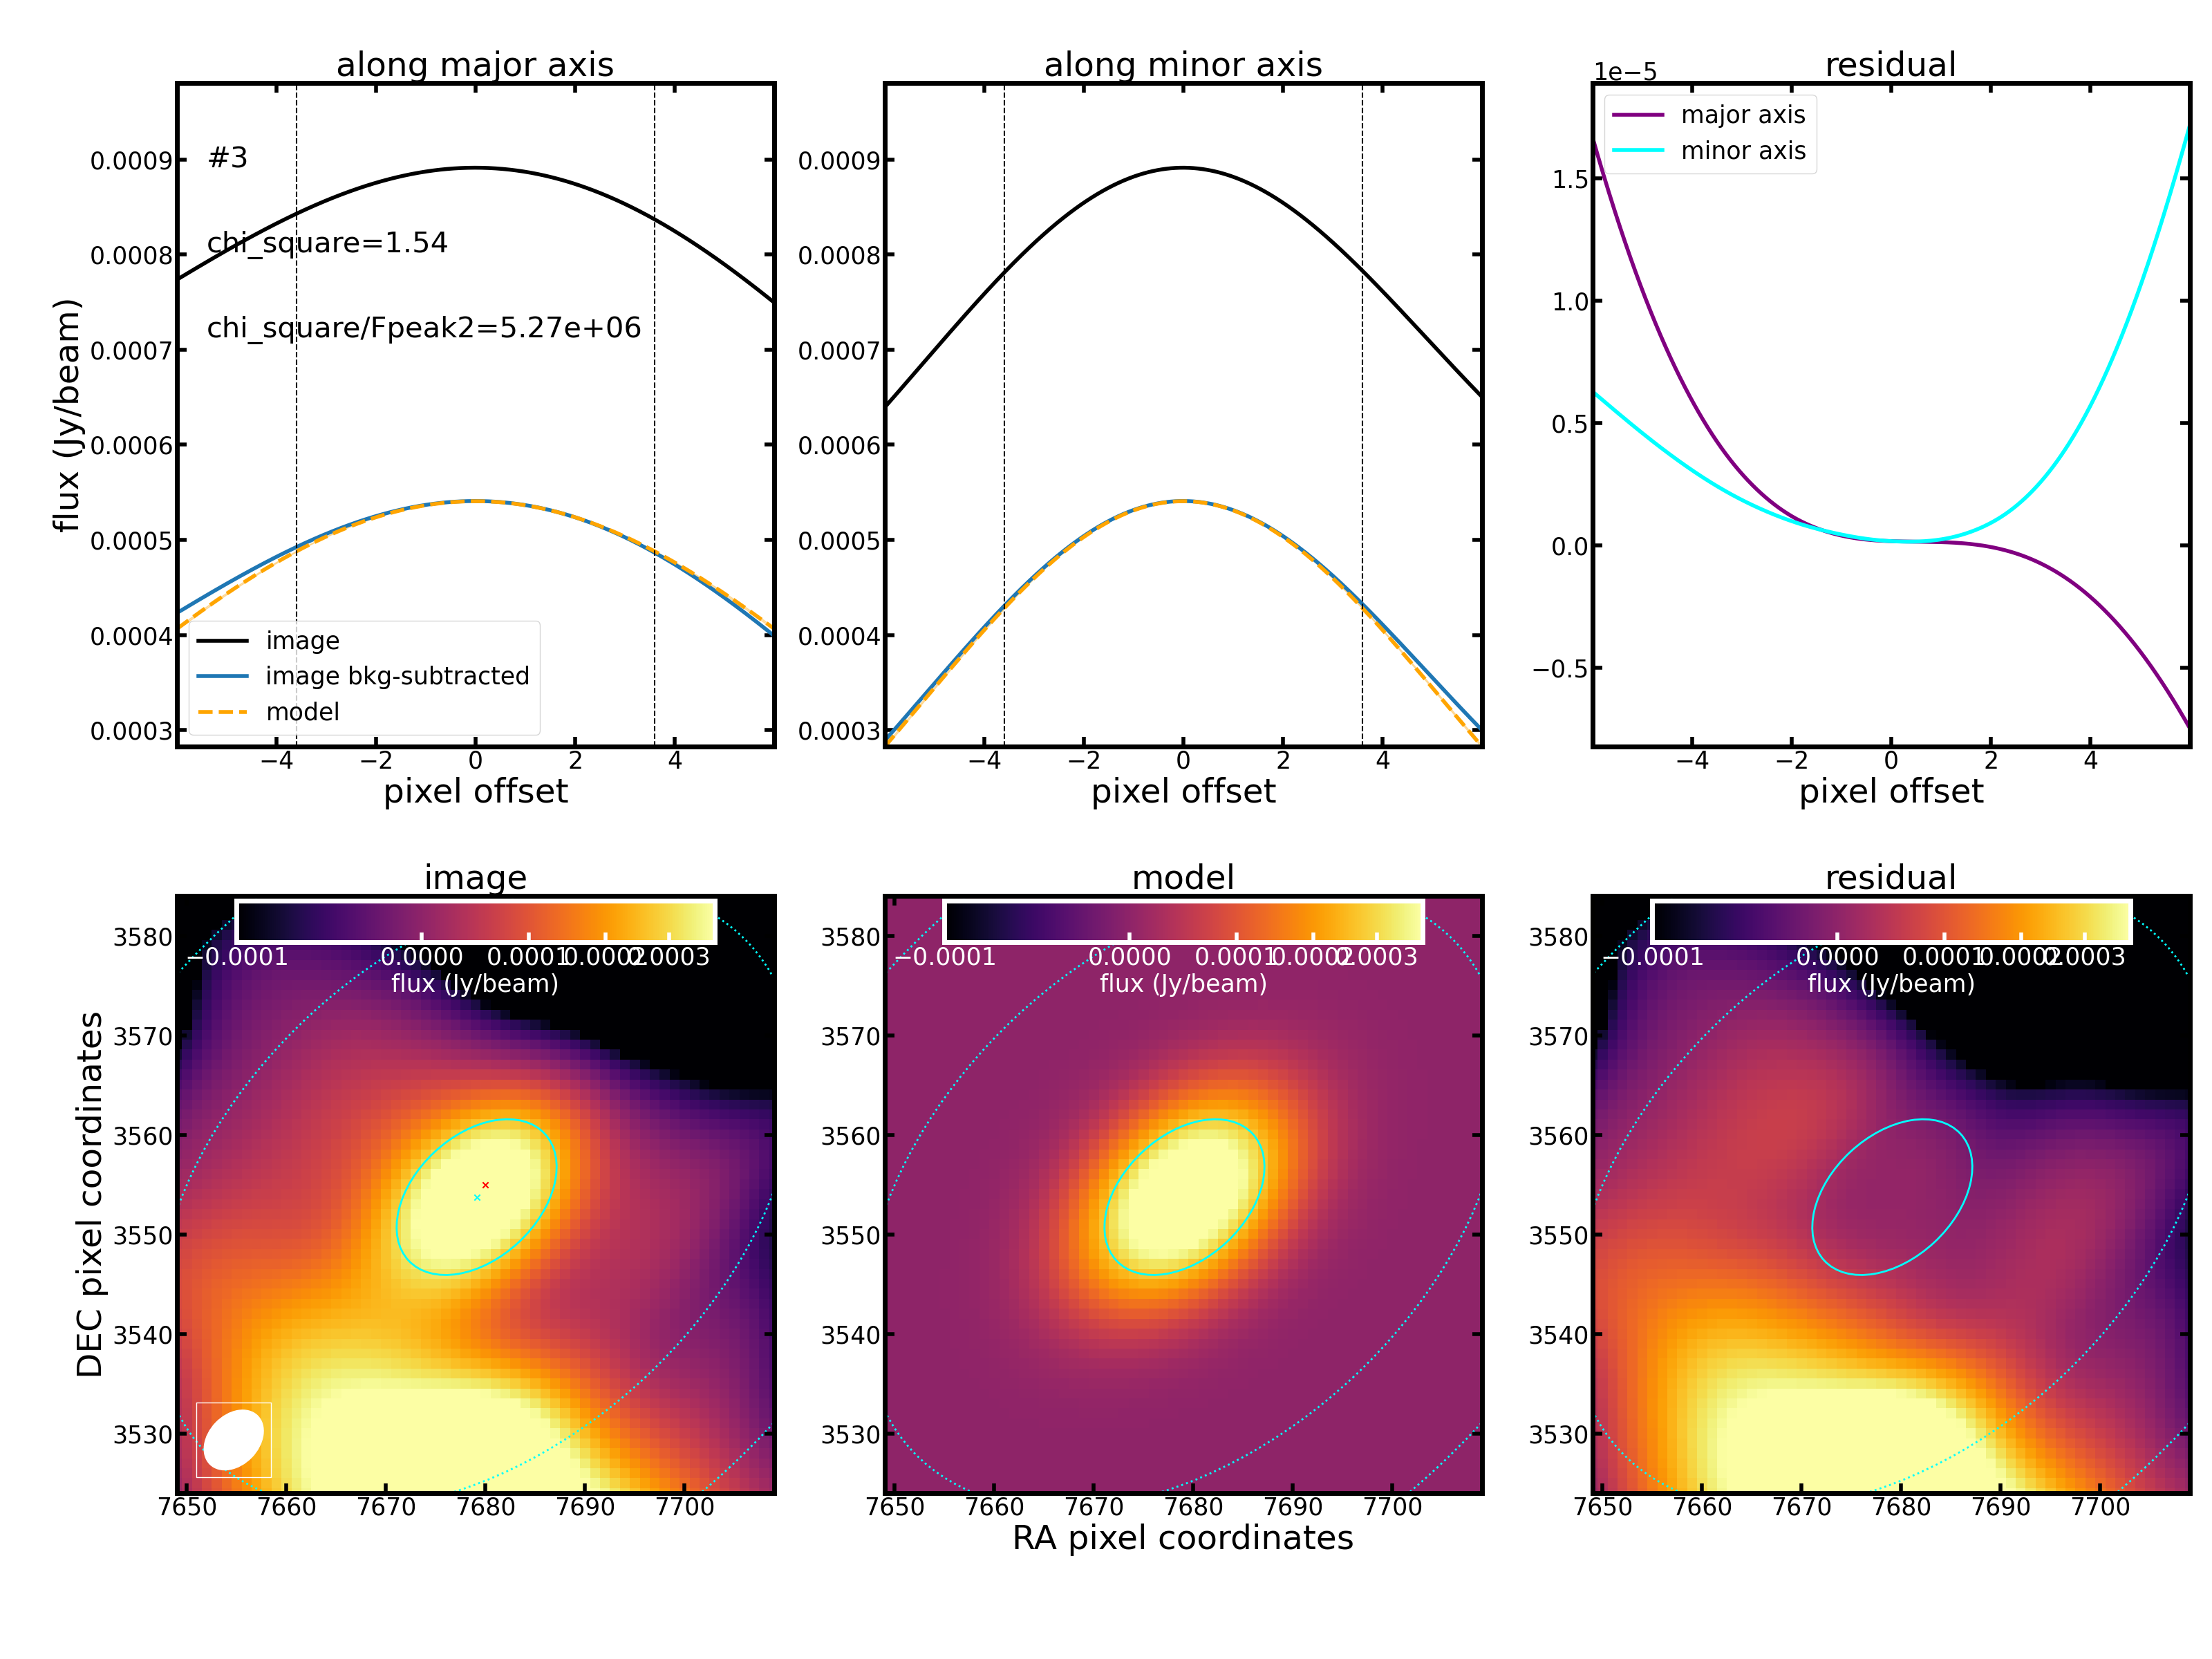 along major axis
along minor axis
residual
1e−5
#3
chi_square=1.54
chi_square/Fpeak2=5.27e+06
0.0009
0.0008
0.0007
0.0006
0.0005
0.0004
0.0003
flux (Jy/beam)
image
image bkg-subtracted
model
−4 −2 0 2 4
pixel offset
0.0009
0.0008
0.0007
0.0006
0.0005
0.0004
0.0003
−4 −2 0 2 4
pixel offset
major axis
minor axis
1.5
1.0
0.5
0.0
−0.5
−4 −2 0 2 4
pixel offset
image
−0.0001 0.0000 0.0001 0.0002 0.0003
flux (Jy/beam)
3580
3570
3560
3550
3540
3530
DEC pixel coordinates
7650 7660 7670 7680 7690 7700
model
−0.0001 0.0000 0.0001 0.0002 0.0003
flux (Jy/beam)
3580
3570
3560
3550
3540
3530
7650 7660 7670 7680 7690 7700
RA pixel coordinates
residual
−0.0001 0.0000 0.0001 0.0002 0.0003
flux (Jy/beam)
3580
3570
3560
3550
3540
3530
7650 7660 7670 7680 7690 7700